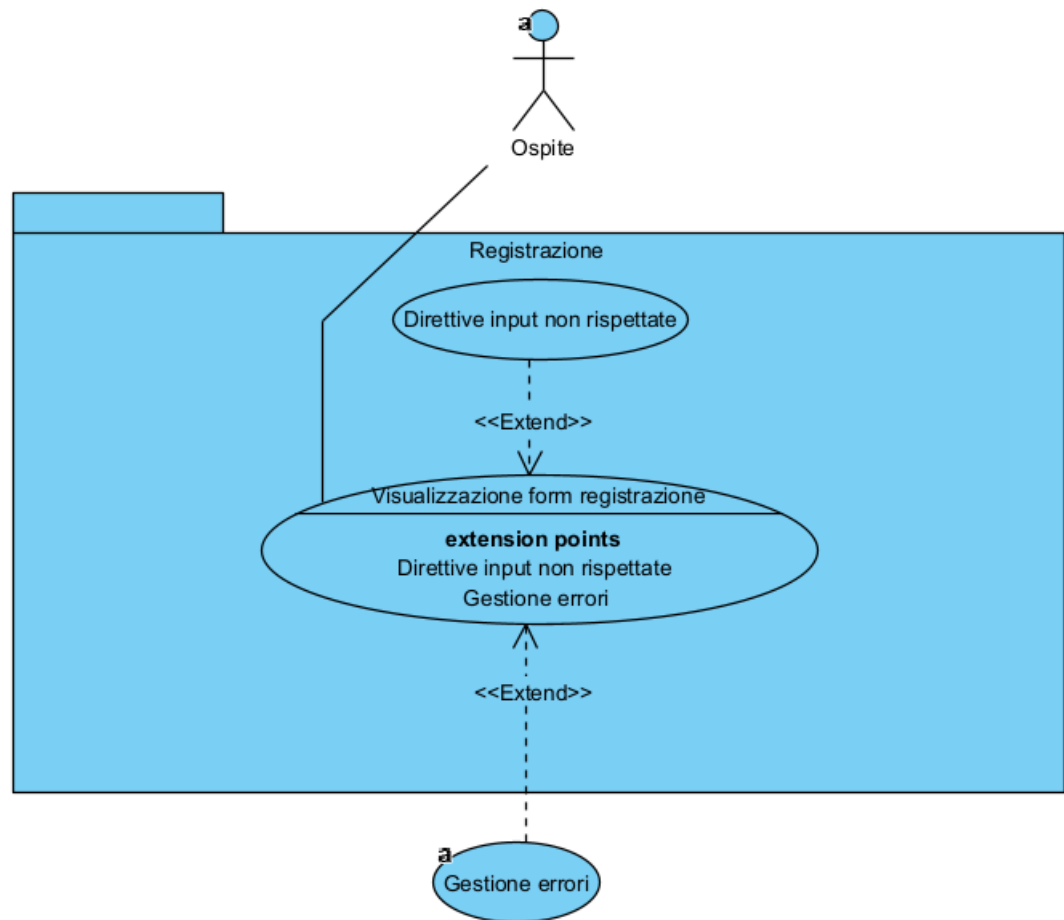 a
Ospite
Registrazione
Direttive input non rispettate
<<Extend>>
Visualizzazione form registrazione
extension points
Direttive input non rispettate
Gestione errori
<<Extend>>
a
Gestione errori